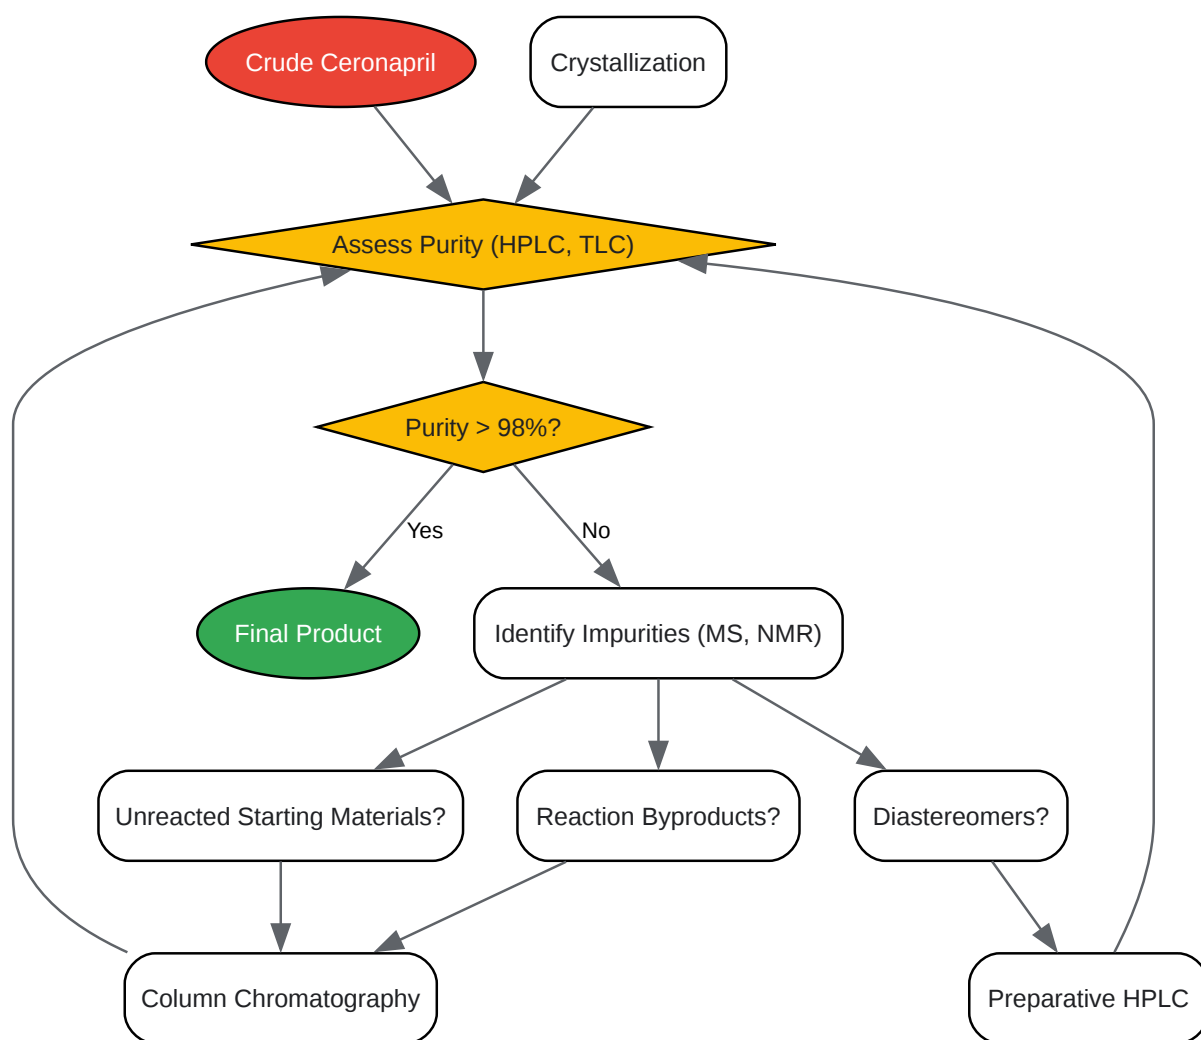 Crude Ceronapril
Crystallization
Assess Purity (HPLC, TLC)
Purity > 98%?
Yes
No
Final Product
Identify Impurities (MS, NMR)
Unreacted Starting Materials?
Reaction Byproducts?
Diastereomers?
Column Chromatography
Preparative HPLC